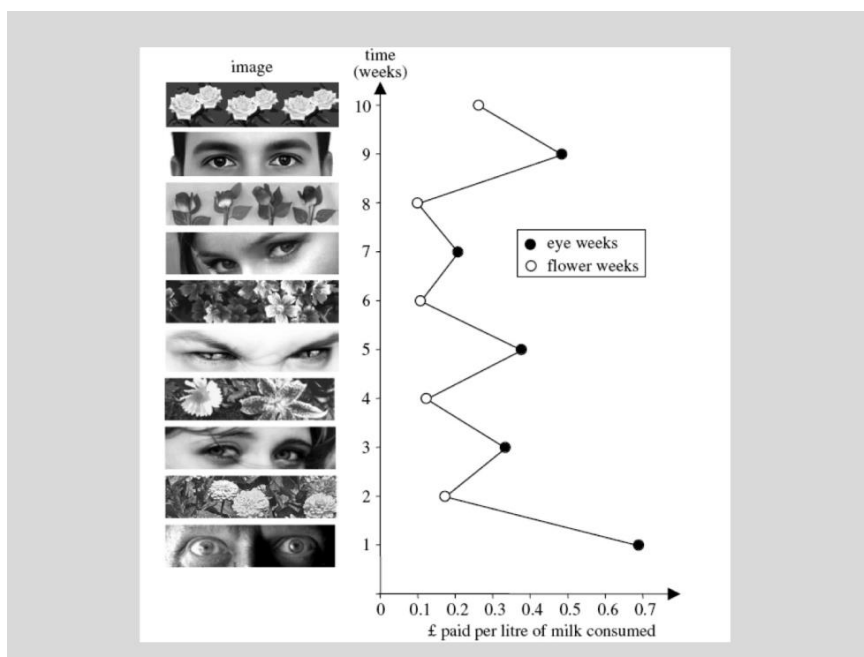 image
time
(weeks)
10
9
8
7
6
5
4
3
2
1
eye weeks
flower weeks
0 0.1 0.2 0.3 0.4 0.5 0.6 0.7
£ paid per litre of milk consumed